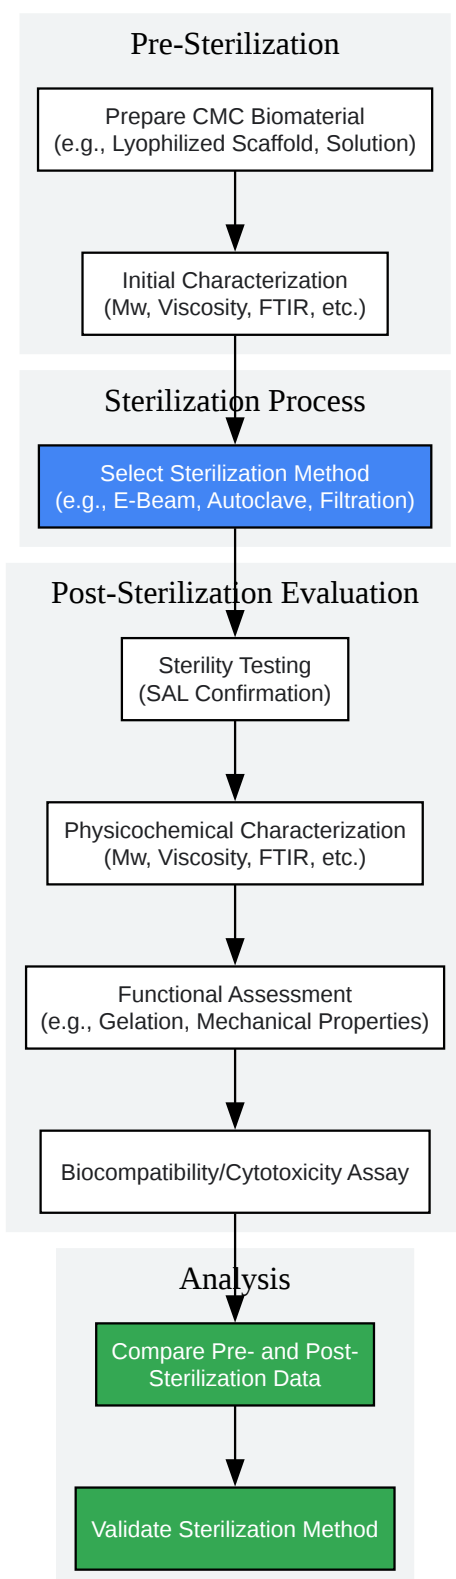 Pre-Sterilization
Prepare CMC Biomaterial
(e.g., Lyophilized Scaffold, Solution)
Initial Characterization
(Mw, Viscosity, FTIR, etc.)
Sterilization Process
Select Sterilization Method
(e.g., E-Beam, Autoclave, Filtration)
Post-Sterilization Evaluation
Sterility Testing
(SAL Confirmation)
Physicochemical Characterization
(Mw, Viscosity, FTIR, etc.)
Functional Assessment
(e.g., Gelation, Mechanical Properties)
Biocompatibility/Cytotoxicity Assay
Analysis
Compare Pre- and Post-
Sterilization Data
Validate Sterilization Method